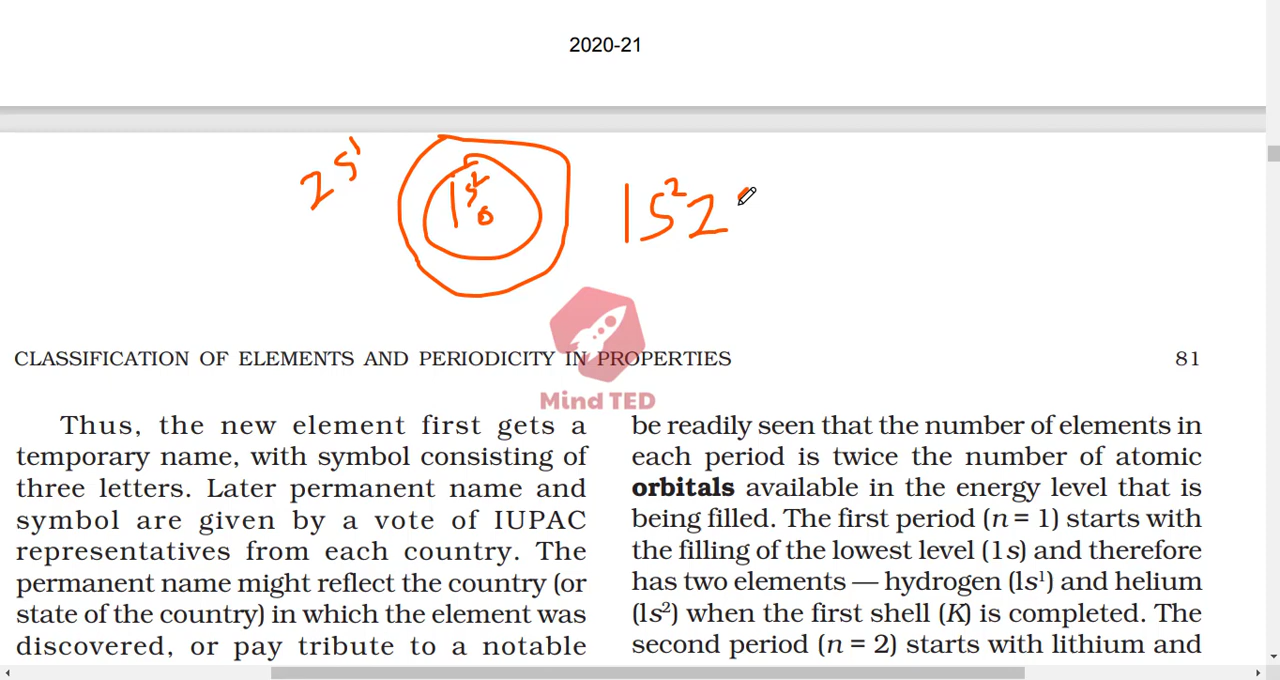 2020-21
2s¹
1s²
1s²2
Mind TED
CLASSIFICATION OF ELEMENTS AND PERIODICITY IN PROPERTIES 81
Thus, the new element first gets a
temporary name, with symbol consisting of
three letters. Later permanent name and
symbol are given by a vote of IUPAC
representatives from each country. The
permanent name might reflect the country (or
state of the country) in which the element was
discovered, or pay tribute to a notable
be readily seen that the number of elements in
each period is twice the number of atomic
orbitals available in the energy level that is
being filled. The first period (n = 1) starts with
the filling of the lowest level (1s) and therefore
has two elements — hydrogen (ls¹) and helium
(ls²) when the first shell (K) is completed. The
second period (n = 2) starts with lithium and